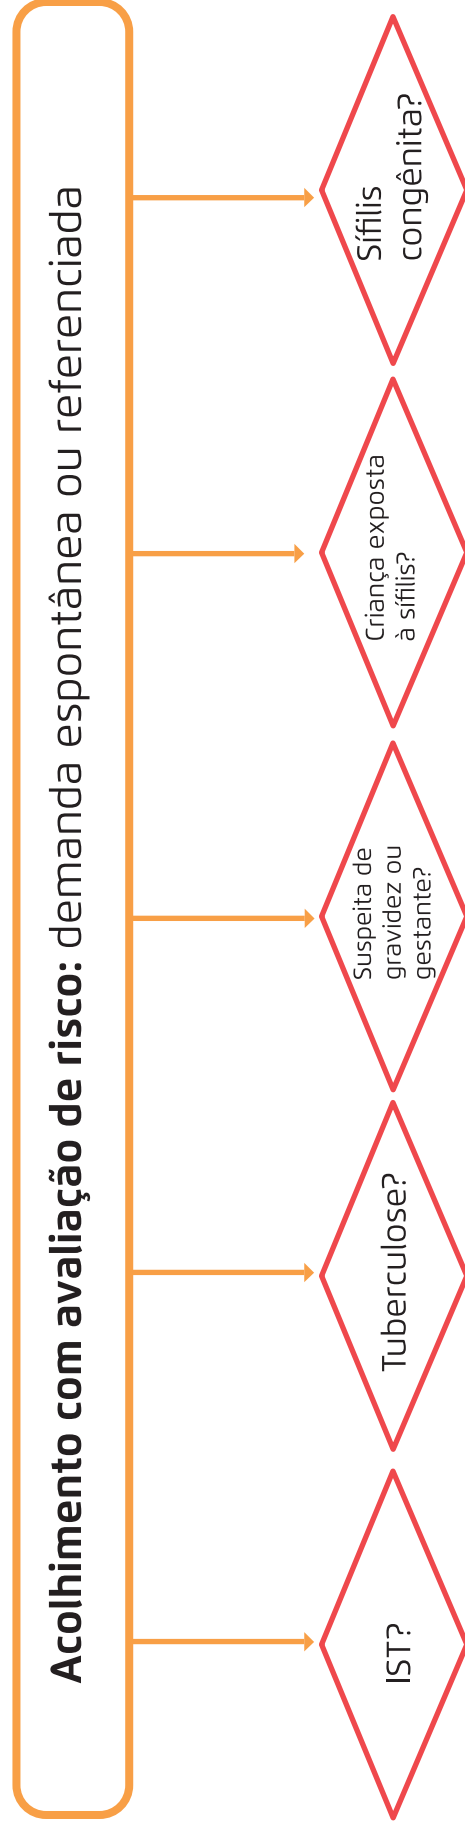 Acolhimento com avaliação de risco: demanda espontânea ou referenciada
IST?
Tuberculose?
Suspeita de
gravidez ou
gestante?
Criança exposta
à sífilis?
Sífilis
congênita?